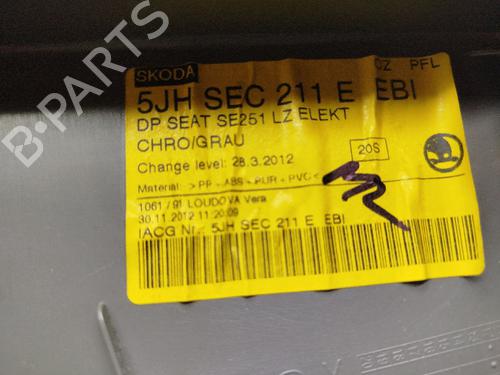 OZ PFL
SKODA
5JH SEC 211 E EBI
DP SEAT SE251 LZ ELEKT
CHRO/GRAU
Change level: 28.3.2012
20S
Material: > PP - ABS - PUR - PVC <
1061 / 91 LOUDOVA Vera
30.11.2012 11:20:09
IACG Nr.: 5JH SEC 211 E EBI
B-PARTS